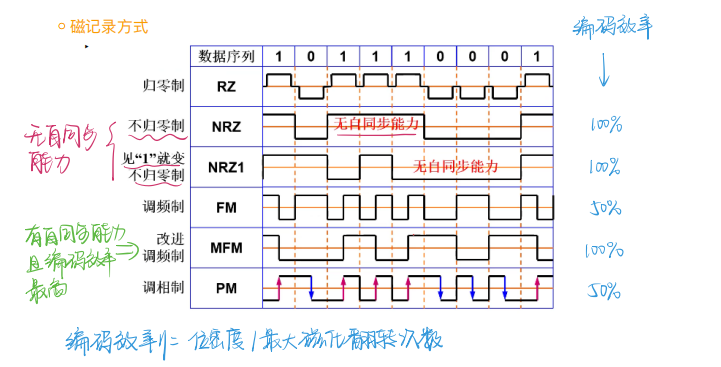 磁记录方式
编码效率
数据序列 1 0 1 1 1 0 0 0 1
归零制 RZ
不归零制 NRZ 无自同步能力 100%
无自同步
能力
见“1”就变
不归零制 NRZ1 无自同步能力 100%
调频制 FM 50%
有自同步能力
且编码效率
最高
改进
调频制 MFM 100%
调相制 PM 50%
编码效率 = 位密度 / 最大磁化翻转次数